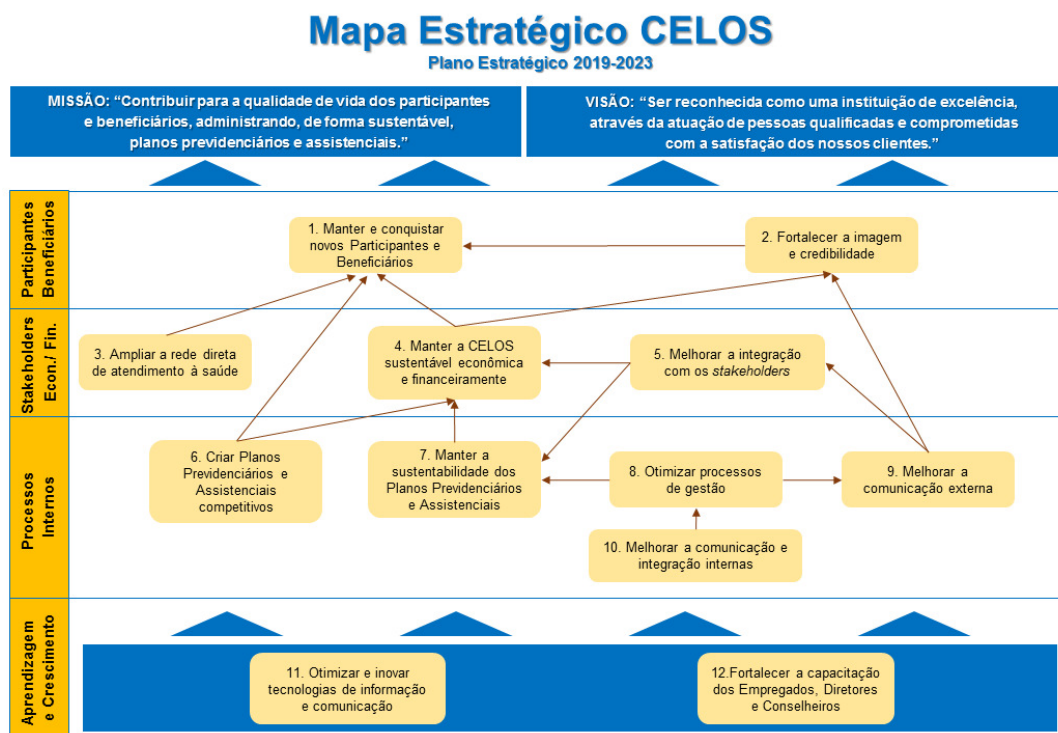 Mapa Estratégico CELOS
Plano Estratégico 2019-2023
MISSÃO: “Contribuir para a qualidade de vida dos participantes
e beneficiários, administrando, de forma sustentável,
planos previdenciários e assistenciais.”
VISÃO: “Ser reconhecida como uma instituição de excelência,
através da atuação de pessoas qualificadas e comprometidas
com a satisfação dos nossos clientes.”
Participantes
Beneficiários
1. Manter e conquistar
novos Participantes e
Beneficiários
2. Fortalecer a imagem
e credibilidade
Stakeholders
Econ./ Fin.
3. Ampliar a rede direta
de atendimento à saúde
4. Manter a CELOS
sustentável econômica
e financeiramente
5. Melhorar a integração
com os stakeholders
Processos
Internos
6. Criar Planos
Previdenciários e
Assistenciais
competitivos
7. Manter a
sustentabilidade dos
Planos Previdenciários
e Assistenciais
8. Otimizar processos
de gestão
9. Melhorar a
comunicação externa
10. Melhorar a comunicação e
integração internas
Aprendizagem
e Crescimento
11. Otimizar e inovar
tecnologias de informação
e comunicação
12.Fortalecer a capacitação
dos Empregados, Diretores
e Conselheiros